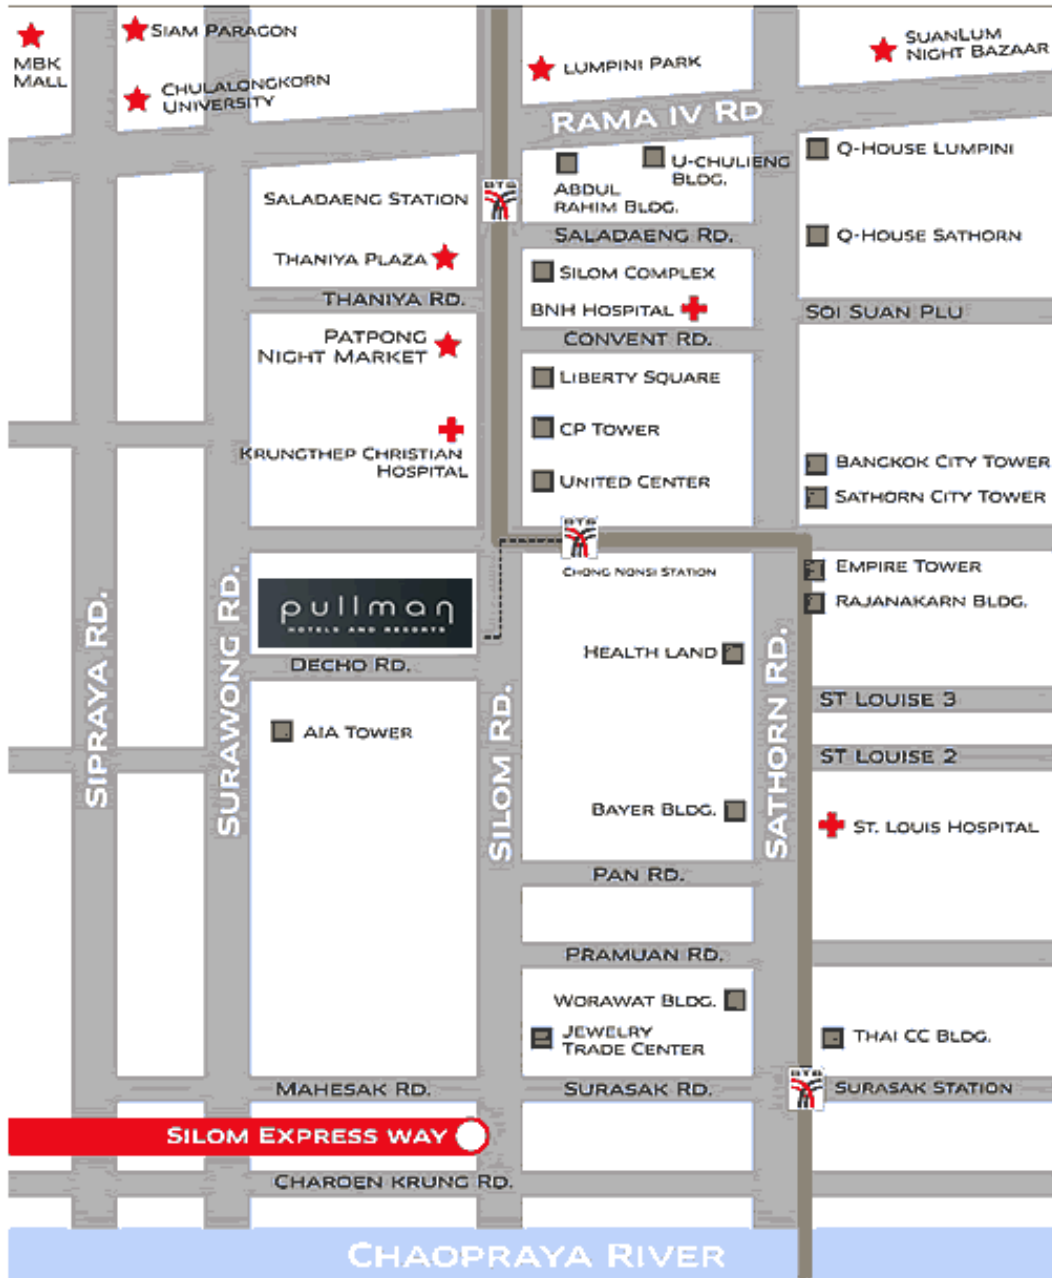 SIAM PARAGON
MBK
MALL
CHULALONGKORN
UNIVERSITY
LUMPINI PARK
SUANLUM
NIGHT BAZAAR
RAMA IV RD
Q-HOUSE LUMPINI
U-CHULIENG
BLDG.
ABDUL
RAHIM BLDG.
BTS
SALADAENG STATION
SALADAENG RD.
Q-HOUSE SATHORN
THANIYA PLAZA
SILOM COMPLEX
THANIYA RD.
BNH HOSPITAL
SOI SUAN PLU
PATPONG
NIGHT MARKET
CONVENT RD.
LIBERTY SQUARE
CP TOWER
KRUNGTHEP CHRISTIAN
HOSPITAL
BANGKOK CITY TOWER
UNITED CENTER
SATHORN CITY TOWER
BTS
CHONG NONSI STATION
EMPIRE TOWER
RAJANAKARN BLDG.
pullman
HOTELS AND RESORTS
DECHO RD.
HEALTH LAND
SIPRAYA RD.
SURAWONG RD.
SILOM RD.
SATHORN RD.
ST LOUISE 3
AIA TOWER
ST LOUISE 2
BAYER BLDG.
ST. LOUIS HOSPITAL
PAN RD.
PRAMUAN RD.
WORAWAT BLDG.
JEWELRY
TRADE CENTER
THAI CC BLDG.
MAHESAK RD.
SURASAK RD.
BTS
SURASAK STATION
SILOM EXPRESS WAY
CHAROEN KRUNG RD.
CHAOPRAYA RIVER